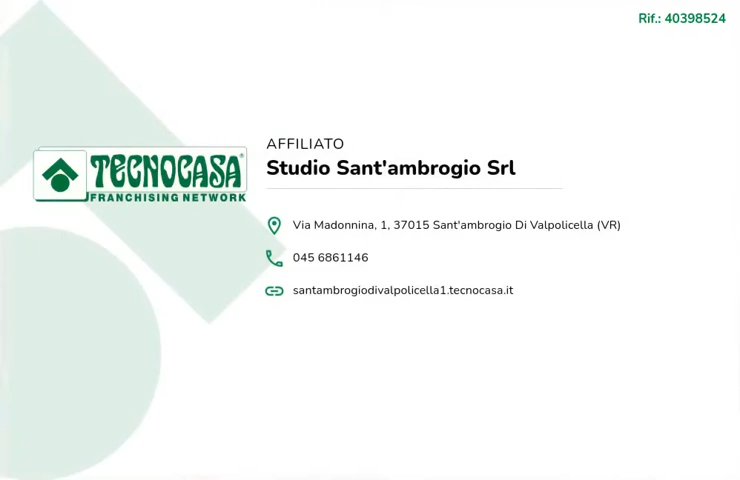 Rif.: 40398524
AFFILIATO
Studio Sant'ambrogio Srl
TECNOCASA®
FRANCHISING NETWORK
Via Madonnina, 1, 37015 Sant'ambrogio Di Valpolicella (VR)
045 6861146
santambrogiodivalpolicella1.tecnocasa.it